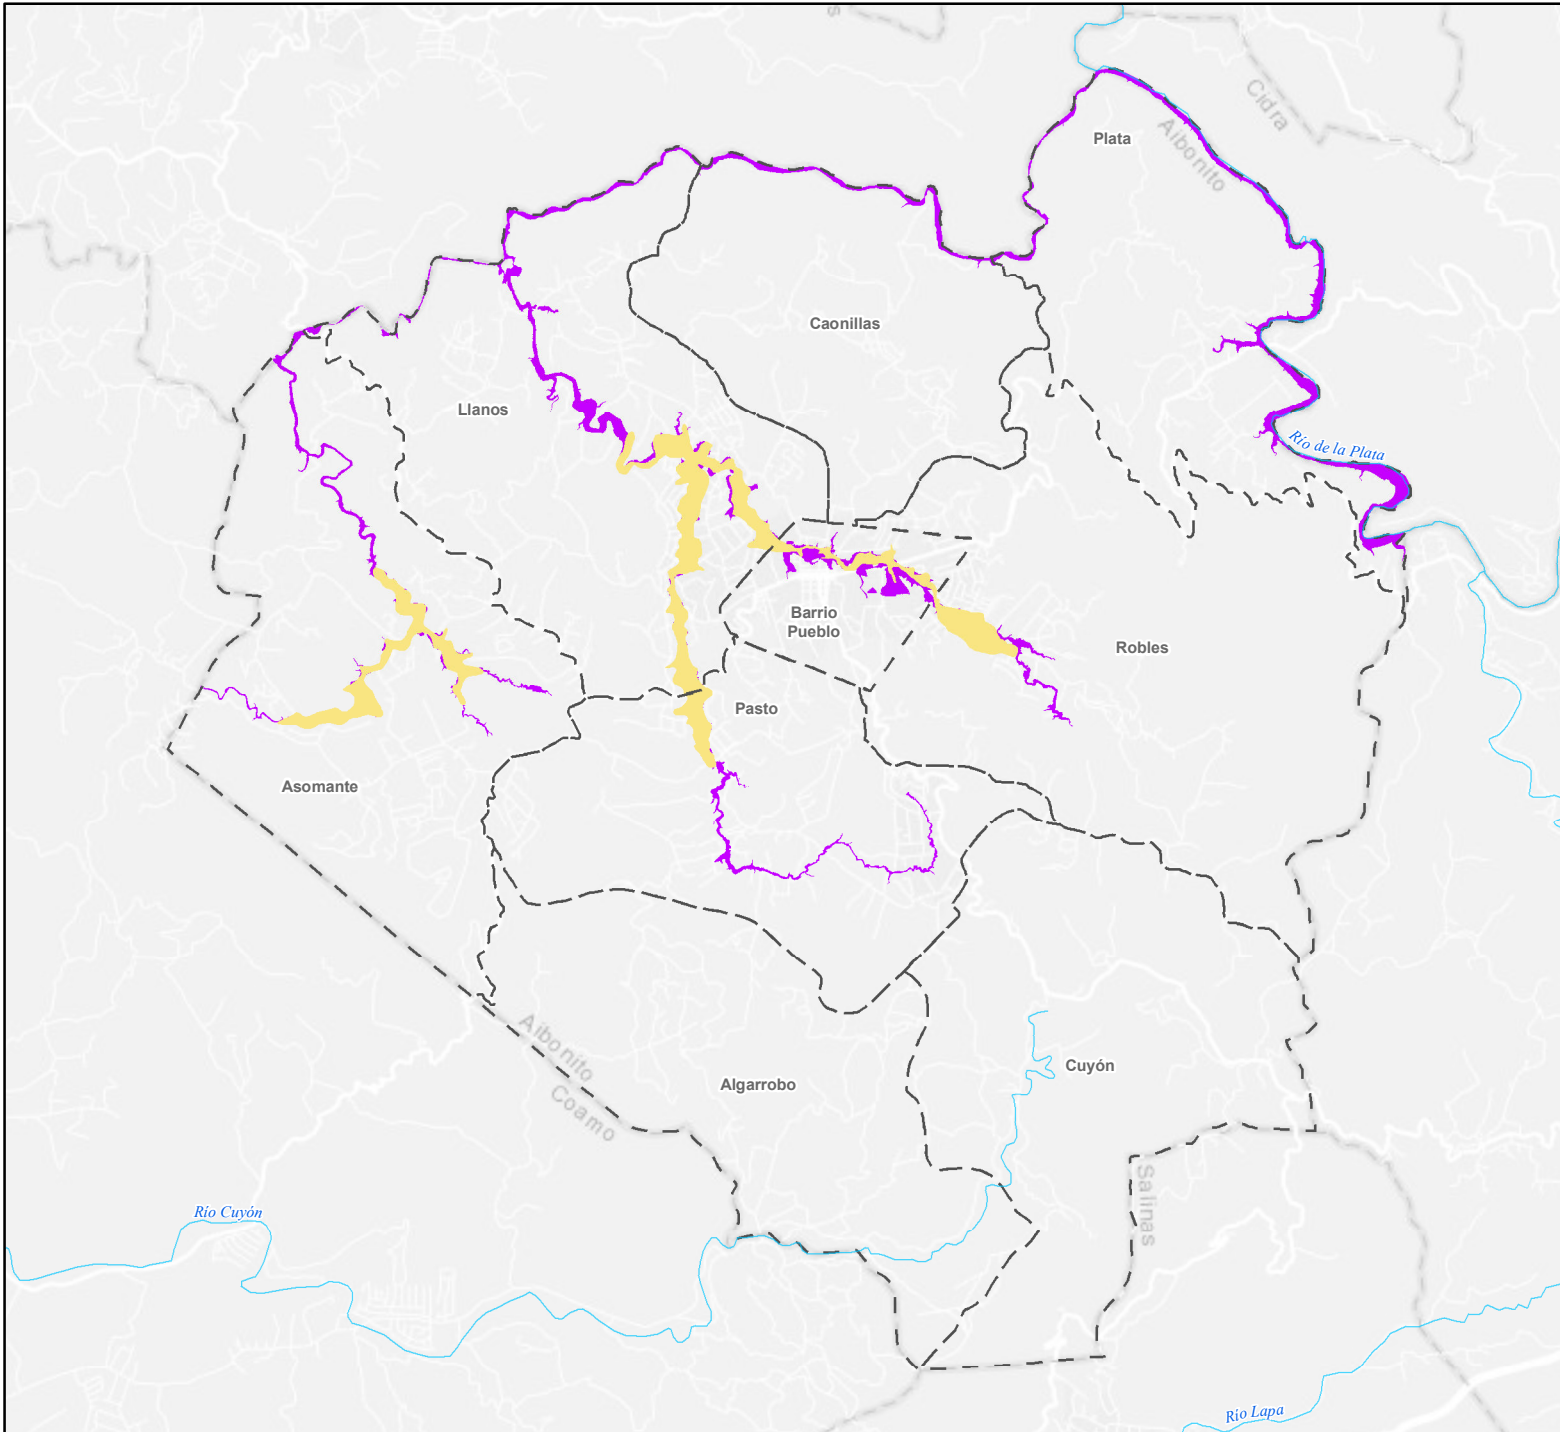 Plata
Cidra
Aibonito
Caonillas
Llanos
Río de la Plata
Barrio
Pueblo
Robles
Pasto
Asomante
Aibonito
Coamo
Algarrobo
Cuyón
Salinas
Río Cuyón
Río Lapa